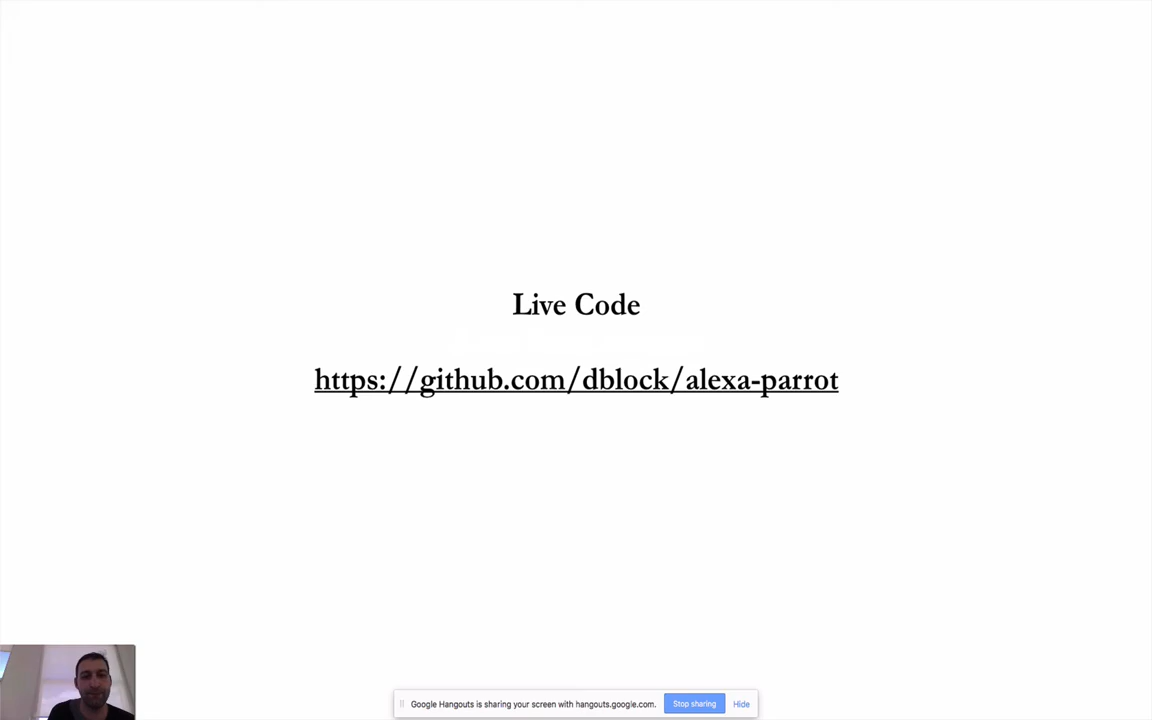 Live Code
https://github.com/dblock/alexa-parrot
Google Hangouts is sharing your screen with hangouts.google.com. Stop sharing Hide